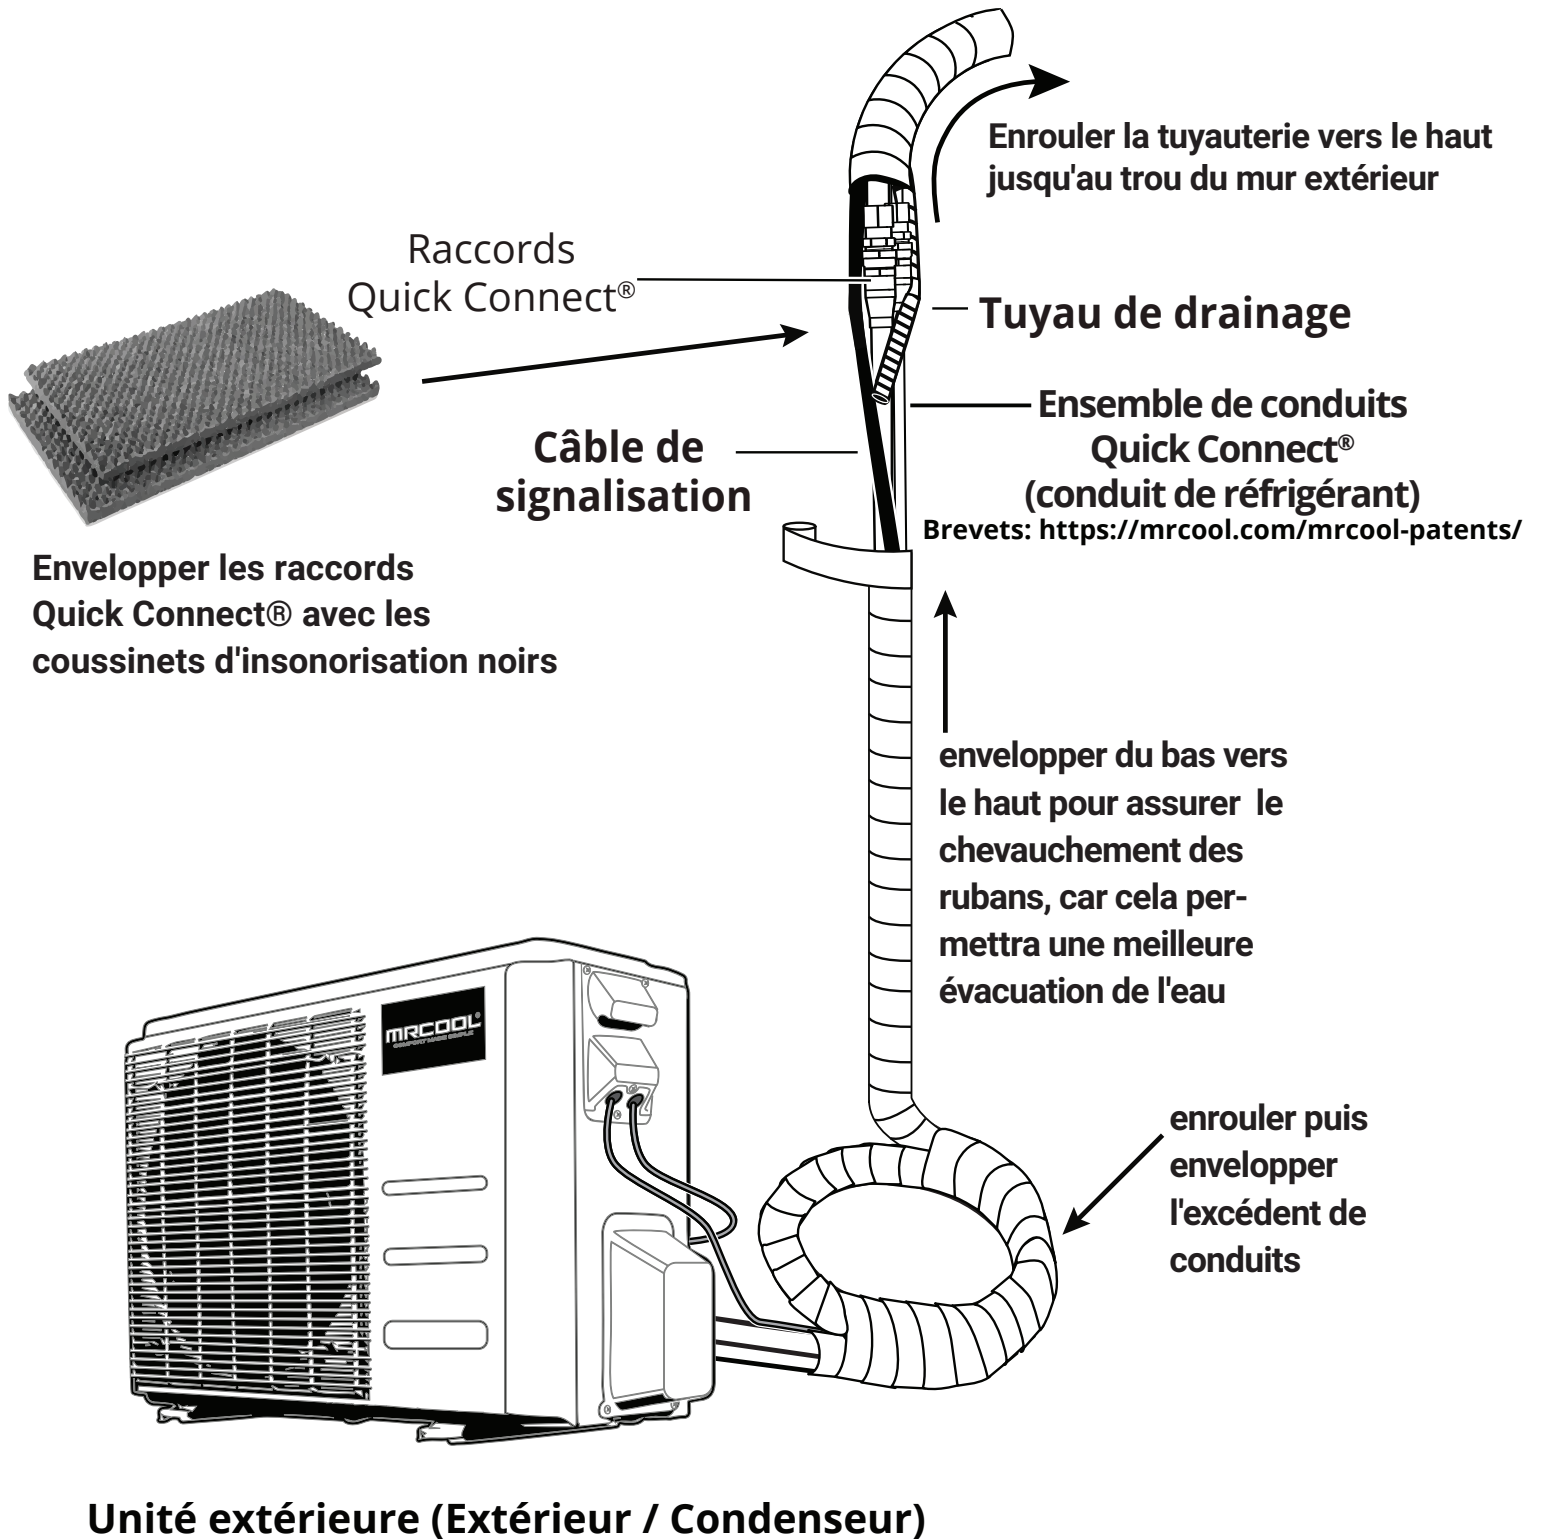 Enrouler la tuyauterie vers le haut
jusqu'au trou du mur extérieur
Raccords
Quick Connect®
Tuyau de drainage
Ensemble de conduits
Quick Connect®
(conduit de réfrigérant)
Brevets: https://mrcool.com/mrcool-patents/
Câble de
signalisation
Envelopper les raccords
Quick Connect® avec les
coussinets d'insonorisation noirs
envelopper du bas vers
le haut pour assurer  le
chevauchement des
rubans, car cela per-
mettra une meilleure
évacuation de l'eau
MRCOOL®
COMFORT MADE SIMPLE
enrouler puis
envelopper
l'excédent de
conduits
Unité extérieure (Extérieur / Condenseur)